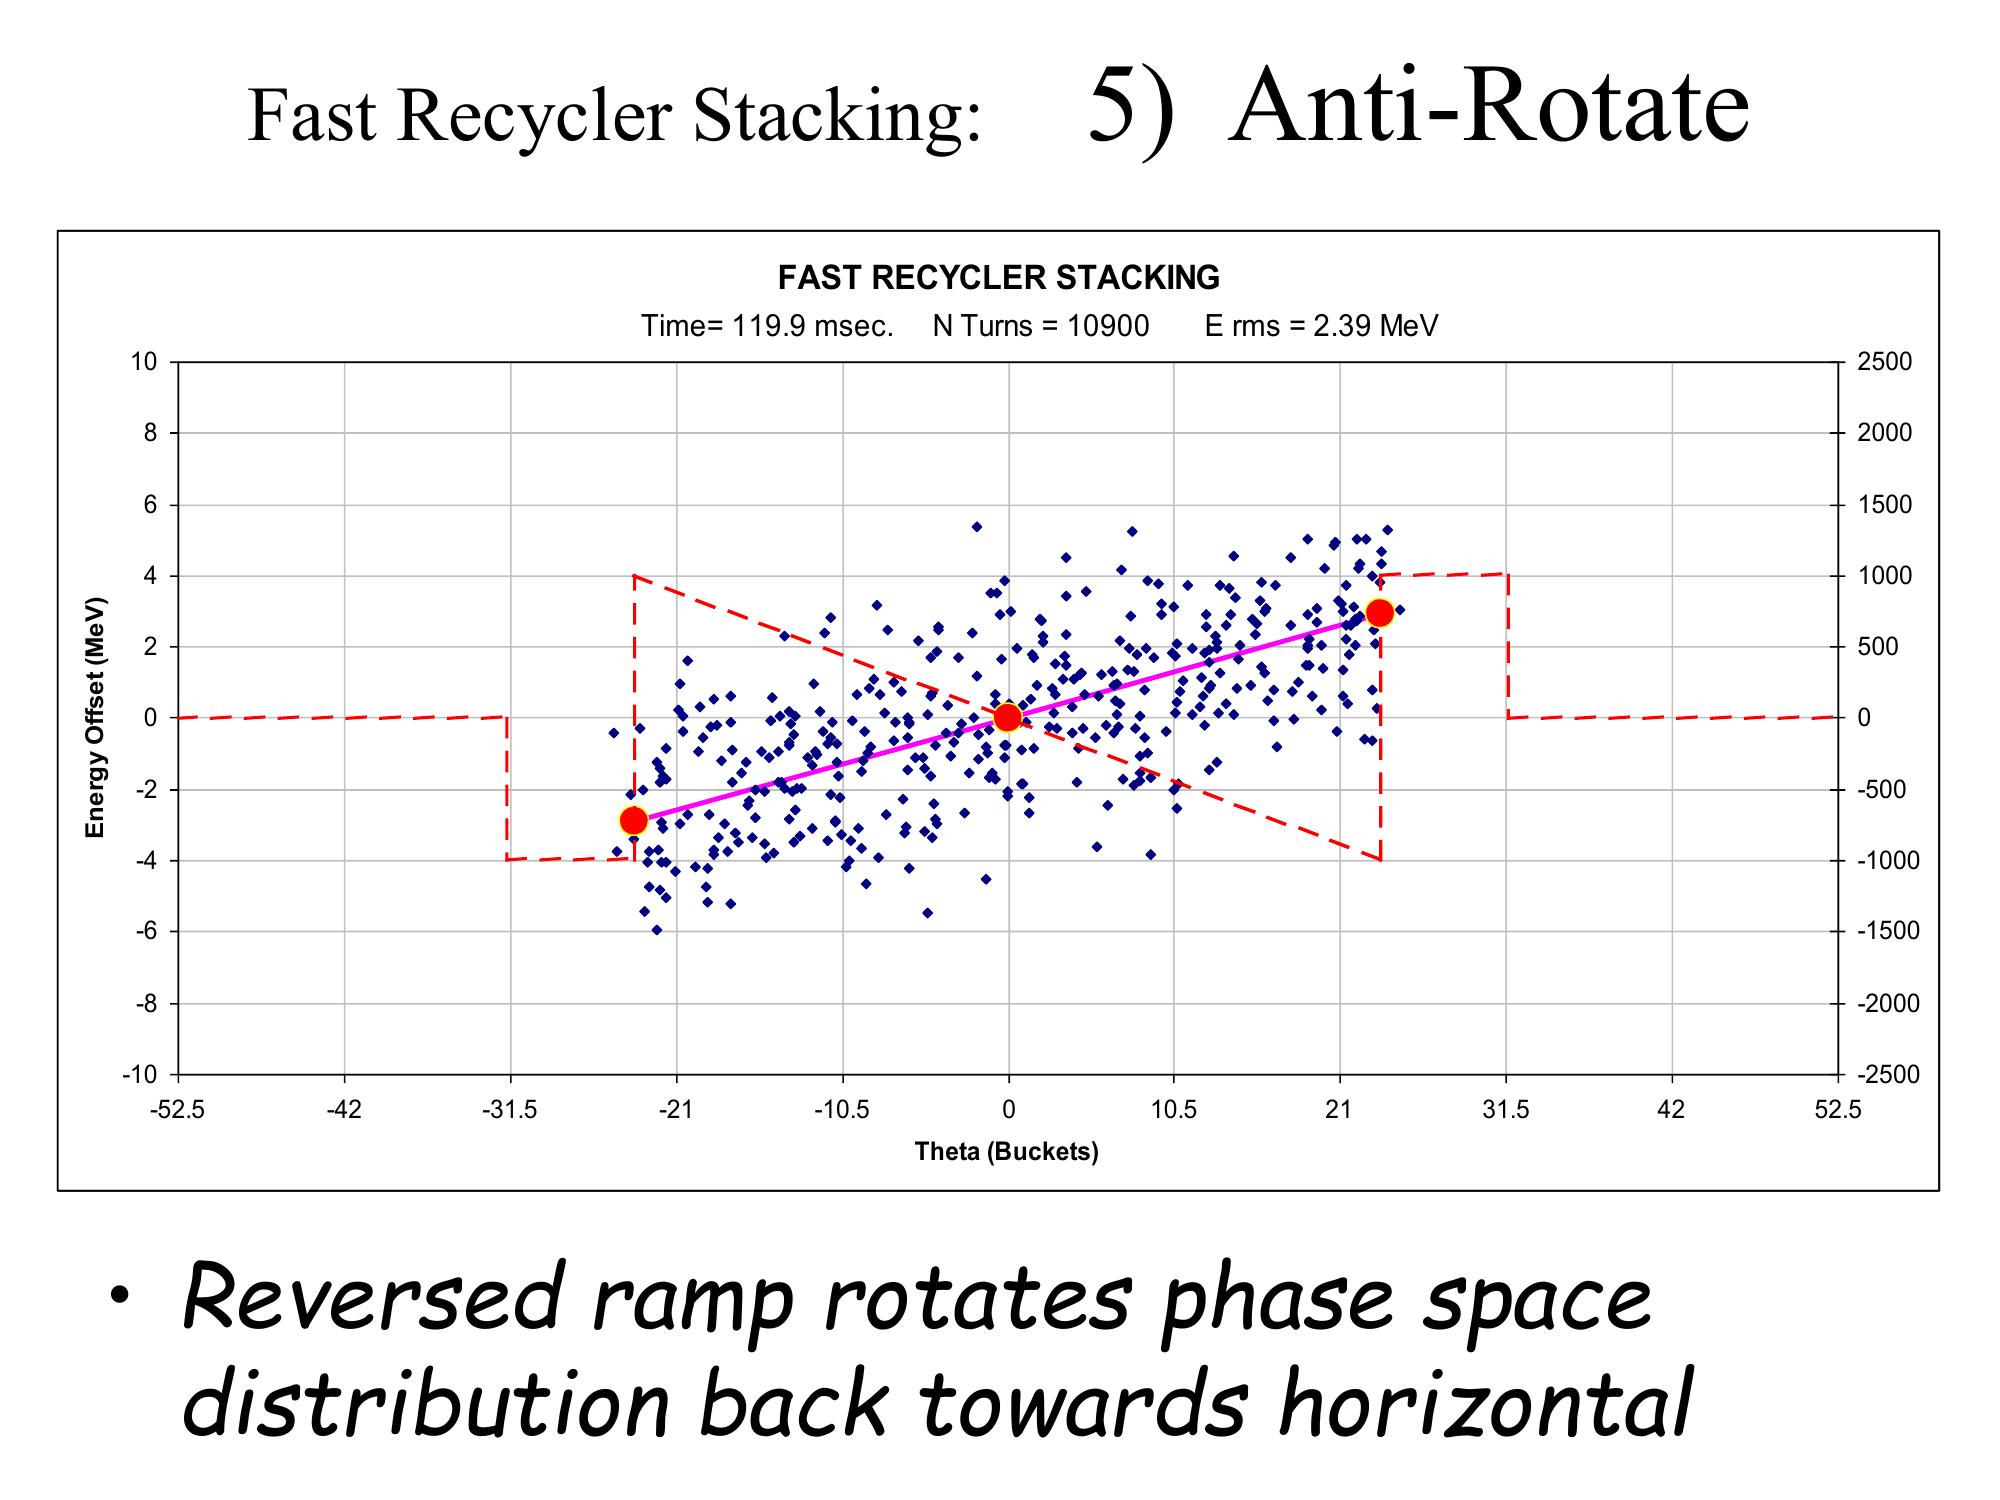 Fast Recycler Stacking: 5) Anti-Rotate
FAST RECYCLER STACKING
Time= 119.9 msec. N Turns = 10900 E rms = 2.39 MeV
Energy Offset (MeV)
10
8
6
4
2
0
-2
-4
-6
-8
-10
2500
2000
1500
1000
500
0
-500
-1000
-1500
-2000
-2500
-52.5 -42 -31.5 -21 -10.5 0 10.5 21 31.5 42 52.5
Theta (Buckets)
• Reversed ramp rotates phase space
distribution back towards horizontal